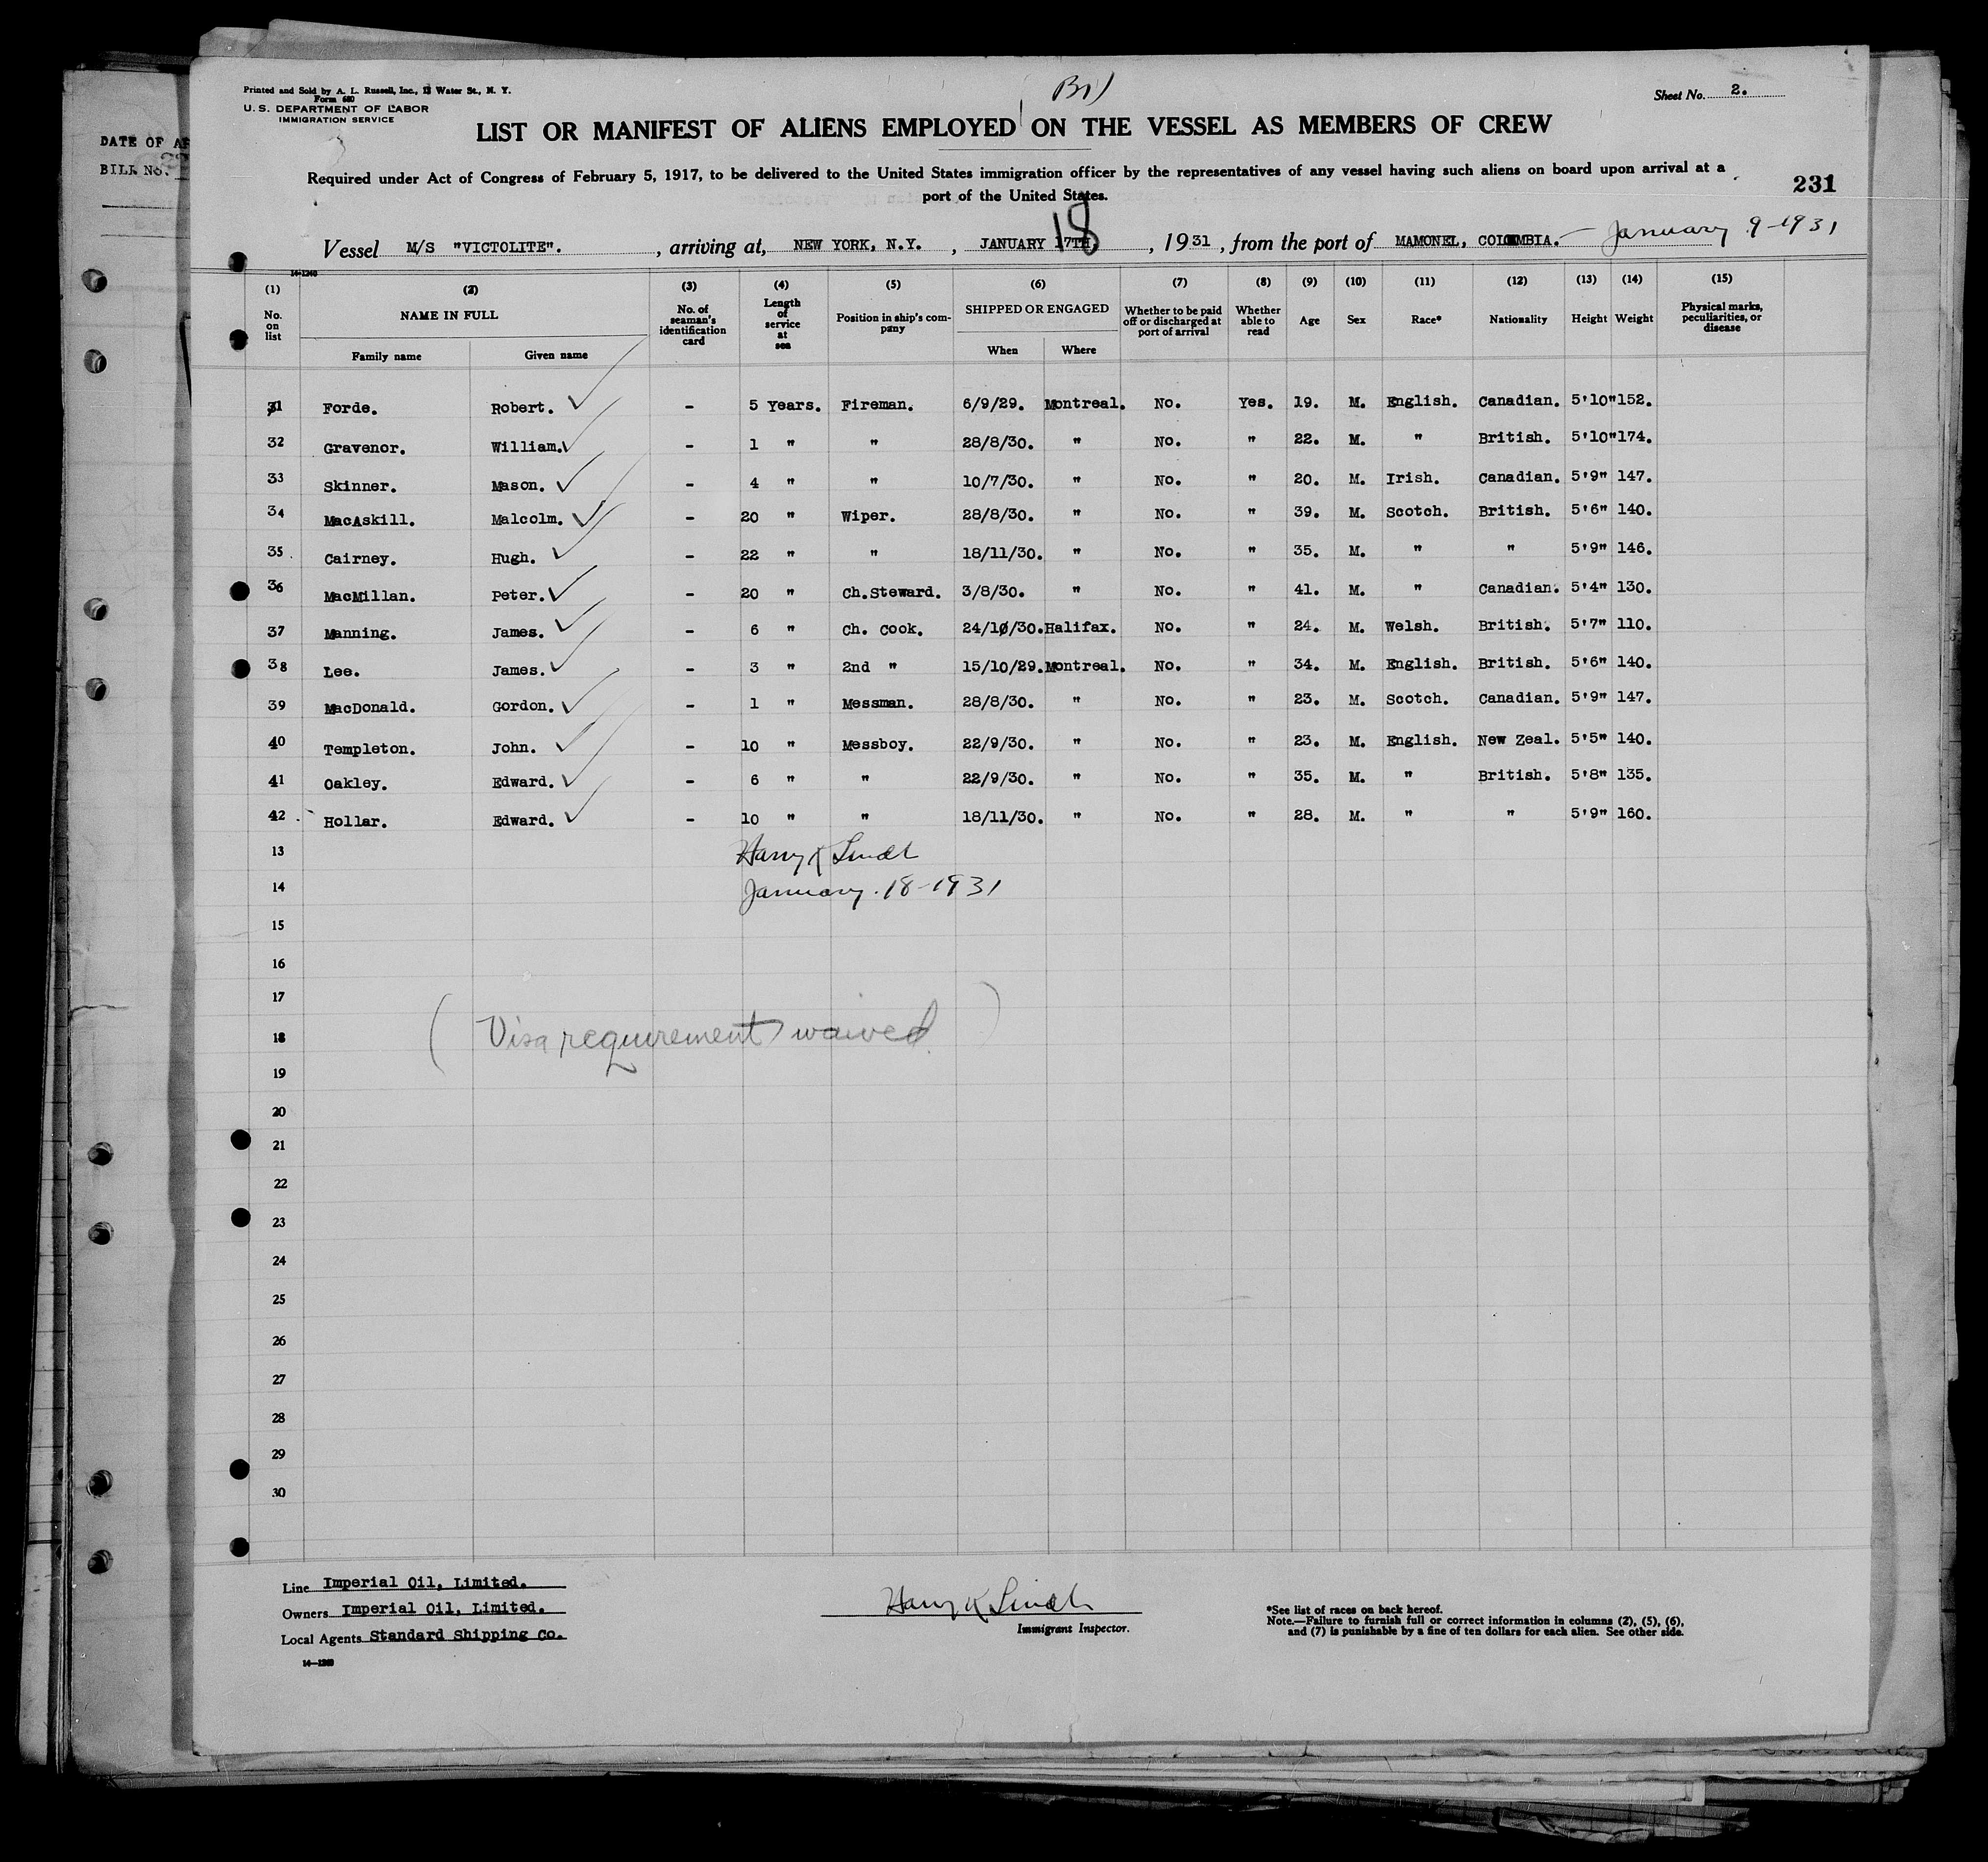 DATE OF AR
BILL NO.
Printed and Sold by A. L. Russell, Inc., Water St., N. Y.
Form 680
U. S. DEPARTMENT OF LABOR
IMMIGRATION SERVICE
Sheet No. 2.
LIST OR MANIFEST OF ALIENS EMPLOYED ON THE VESSEL AS MEMBERS OF CREW
Required under Act of Congress of February 5, 1917, to be delivered to the United States immigration officer by the representatives of any vessel having such aliens on board upon arrival at a
port of the United States.
231
Vessel M/S "VICTOLITE". , arriving at, NEW YORK, N.Y. , JANUARY 17TH, 18 , 1931 , from the port of MAMONEL, COLOMBIA. — January 9-1931
(1) (2) (3) (4) (5) (6) (7) (8) (9) (10) (11) (12) (13) (14) (15)
No. on list NAME IN FULL No. of seaman's identification card Length of service at sea Position in ship's company SHIPPED OR ENGAGED Whether to be paid off or discharged at port of arrival Whether able to read Age Sex Race* Nationality Height Weight Physical marks, peculiarities, or disease
Family name Given name When Where
31 Forde. Robert. ✓ - 5 Years. Fireman. 6/9/29. Montreal. No. Yes. 19. M. English. Canadian. 5'10" 152.
32 Gravenor. William. ✓ - 1 " " 28/8/30. " No. " 22. M. " British. 5'10" 174.
33 Skinner. Mason. ✓ - 4 " " 10/7/30. " No. " 20. M. Irish. Canadian. 5'9" 147.
34 MacAskill. Malcolm. ✓ - 20 " Wiper. 28/8/30. " No. " 39. M. Scotch. British. 5'6" 140.
35 Cairney. Hugh. ✓ - 22 " " 18/11/30. " No. " 35. M. " " 5'9" 146.
36 MacMillan. Peter. ✓ - 20 " Ch.Steward. 3/8/30. " No. " 41. M. " Canadian. 5'4" 130.
37 Manning. James. ✓ - 6 " Ch. Cook. 24/10/30. Halifax. No. " 24. M. Welsh. British. 5'7" 110.
38 Lee. James. ✓ - 3 " 2nd " 15/10/29. Montreal. No. " 34. M. English. British. 5'6" 140.
39 MacDonald. Gordon. ✓ - 1 " Messman. 28/8/30. " No. " 23. M. Scotch. Canadian. 5'9" 147.
40 Templeton. John. ✓ - 10 " Messboy. 22/9/30. " No. " 23. M. English. New Zeal. 5'5" 140.
41 Oakley. Edward. ✓ - 6 " " 22/9/30. " No. " 35. M. " British. 5'8" 135.
42 Hollar. Edward. ✓ - 10 " " 18/11/30. " No. " 28. M. " " 5'9" 160.
13 Harry K Lindt
14 January 18-1931
15
16
17
18 ( Visa requirement waived )
19
20
21
22
23
24
25
26
27
28
29
30
Line Imperial Oil, Limited.
Owners Imperial Oil, Limited.
Local Agents Standard Shipping Co.
14-1260
Harry K Lindt
Immigrant Inspector.
*See list of races on back hereof.
Note.—Failure to furnish full or correct information in columns (2), (5), (6),
and (7) is punishable by a fine of ten dollars for each alien. See other side.